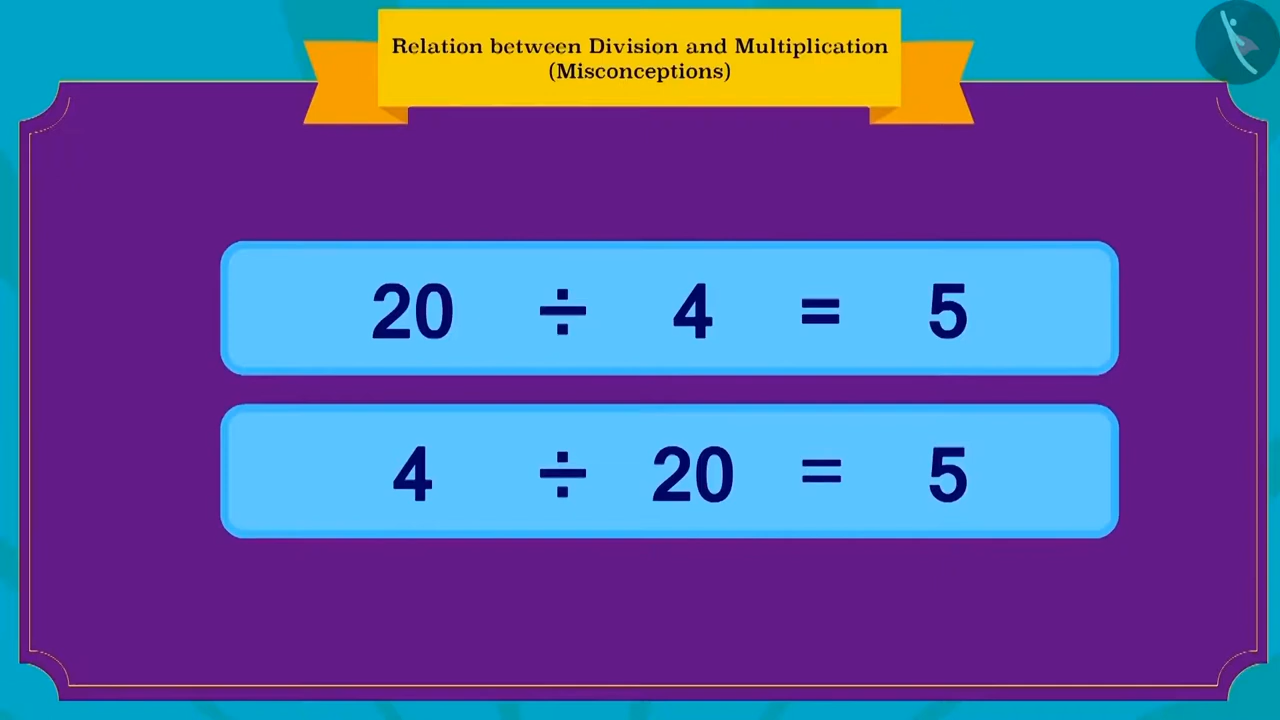 Relation between Division and Multiplication
(Misconceptions)
20 ÷ 4 = 5
4 ÷ 20 = 5